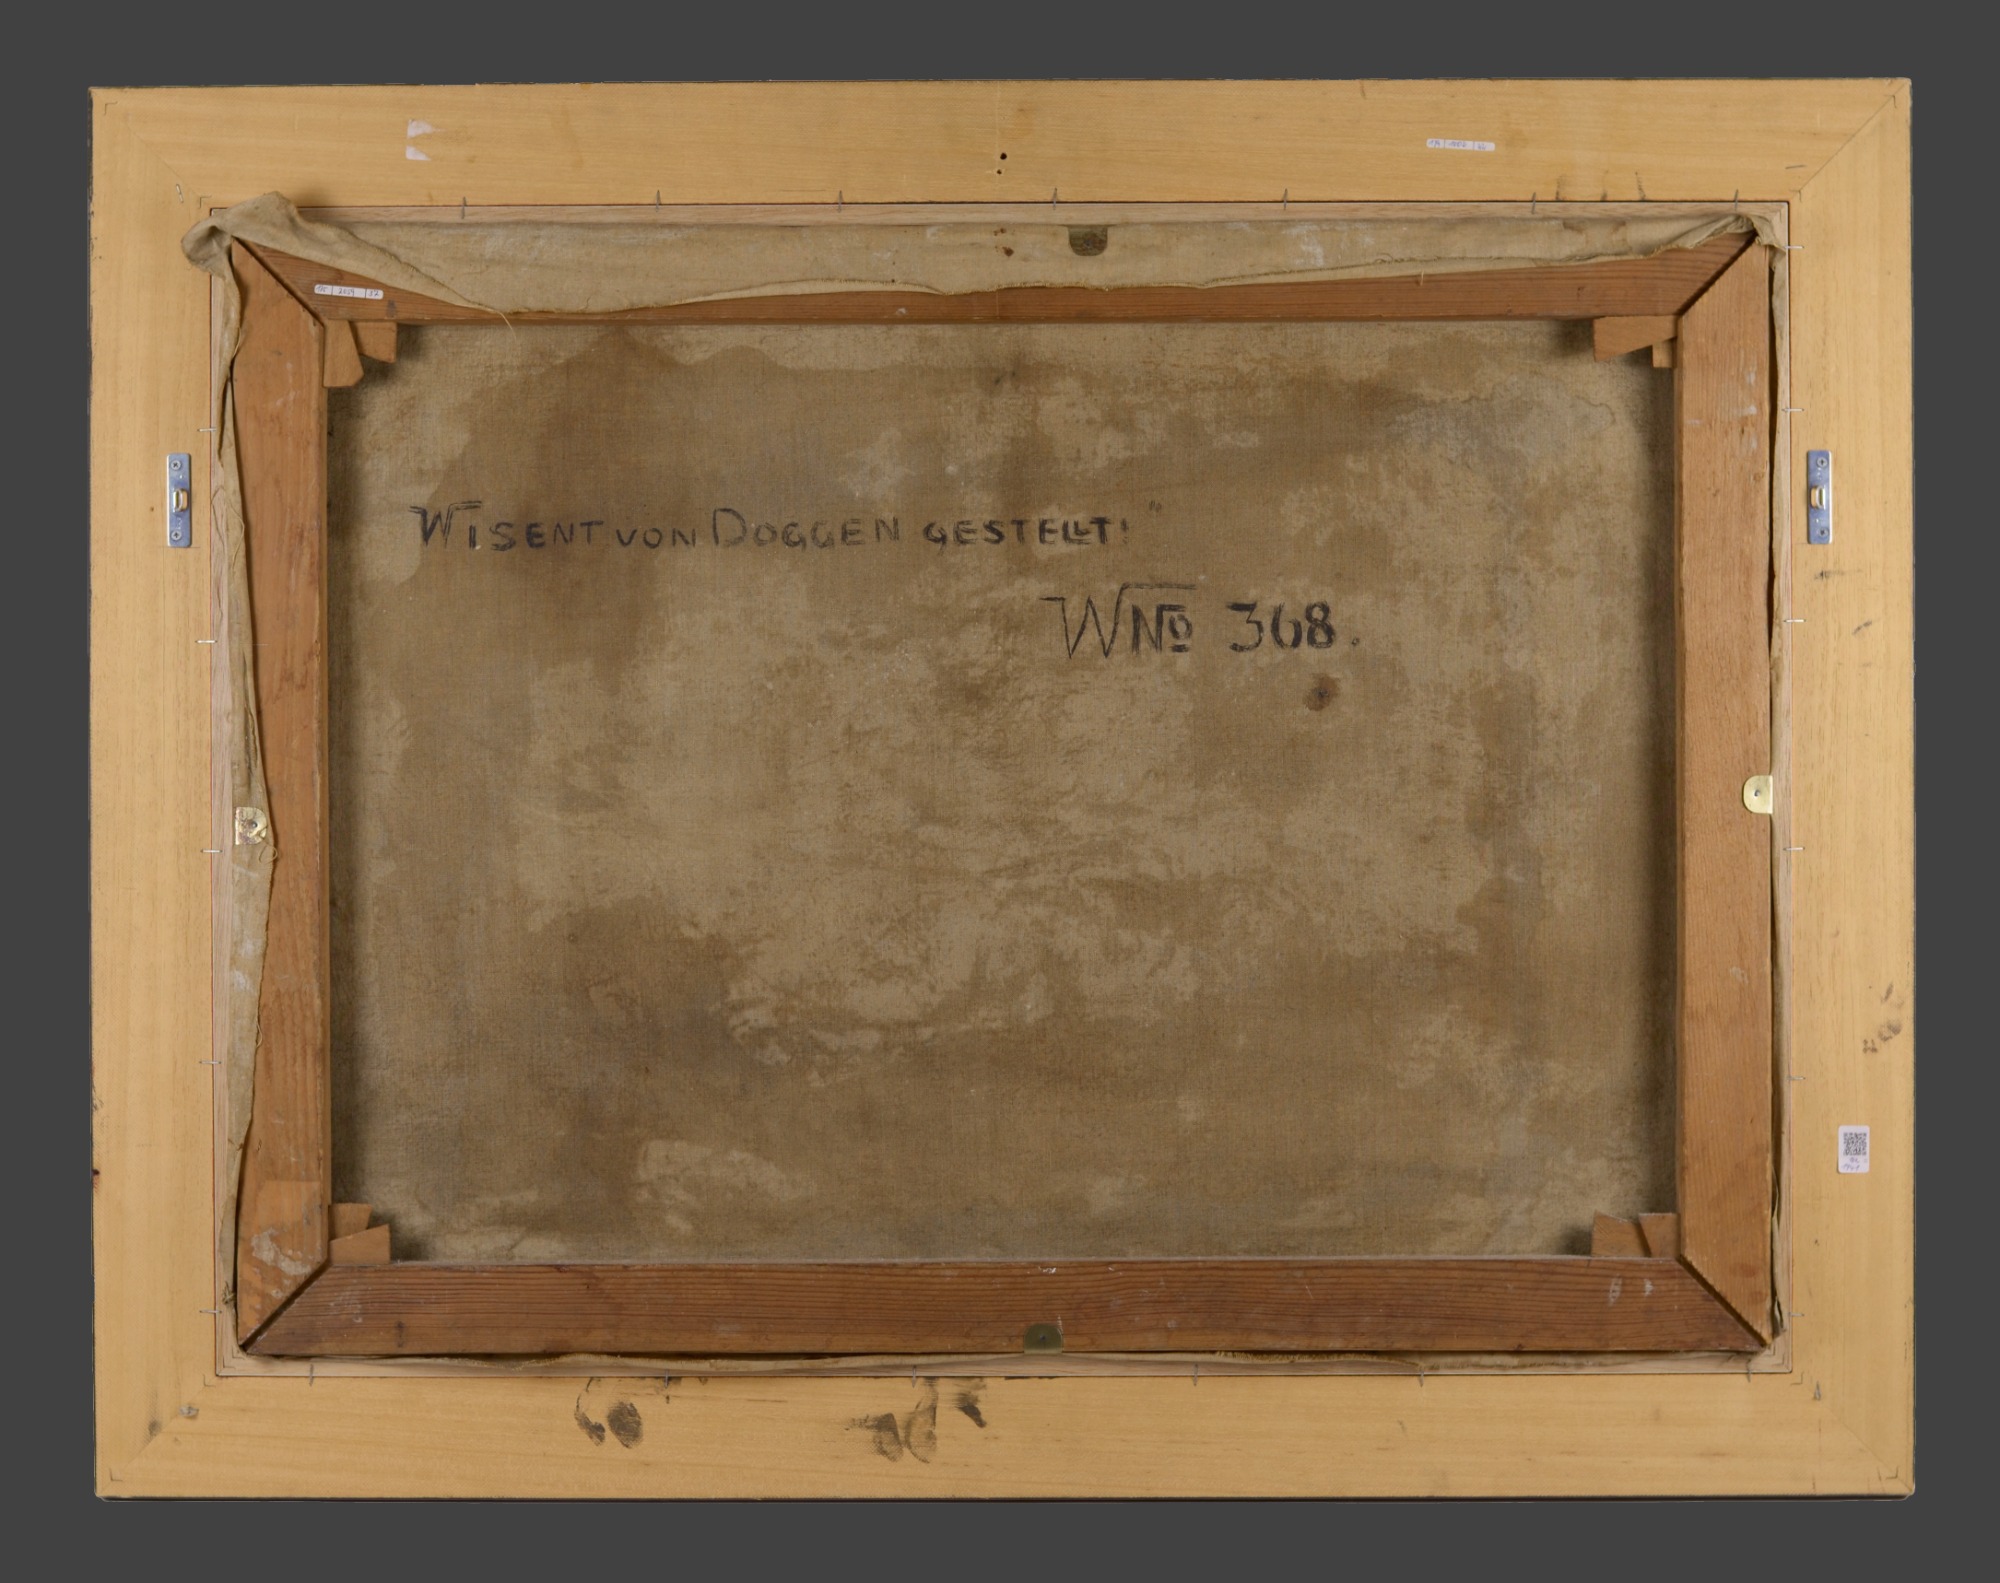 WISENT VON DOGGEN GESTELLT! "
WNo 368.